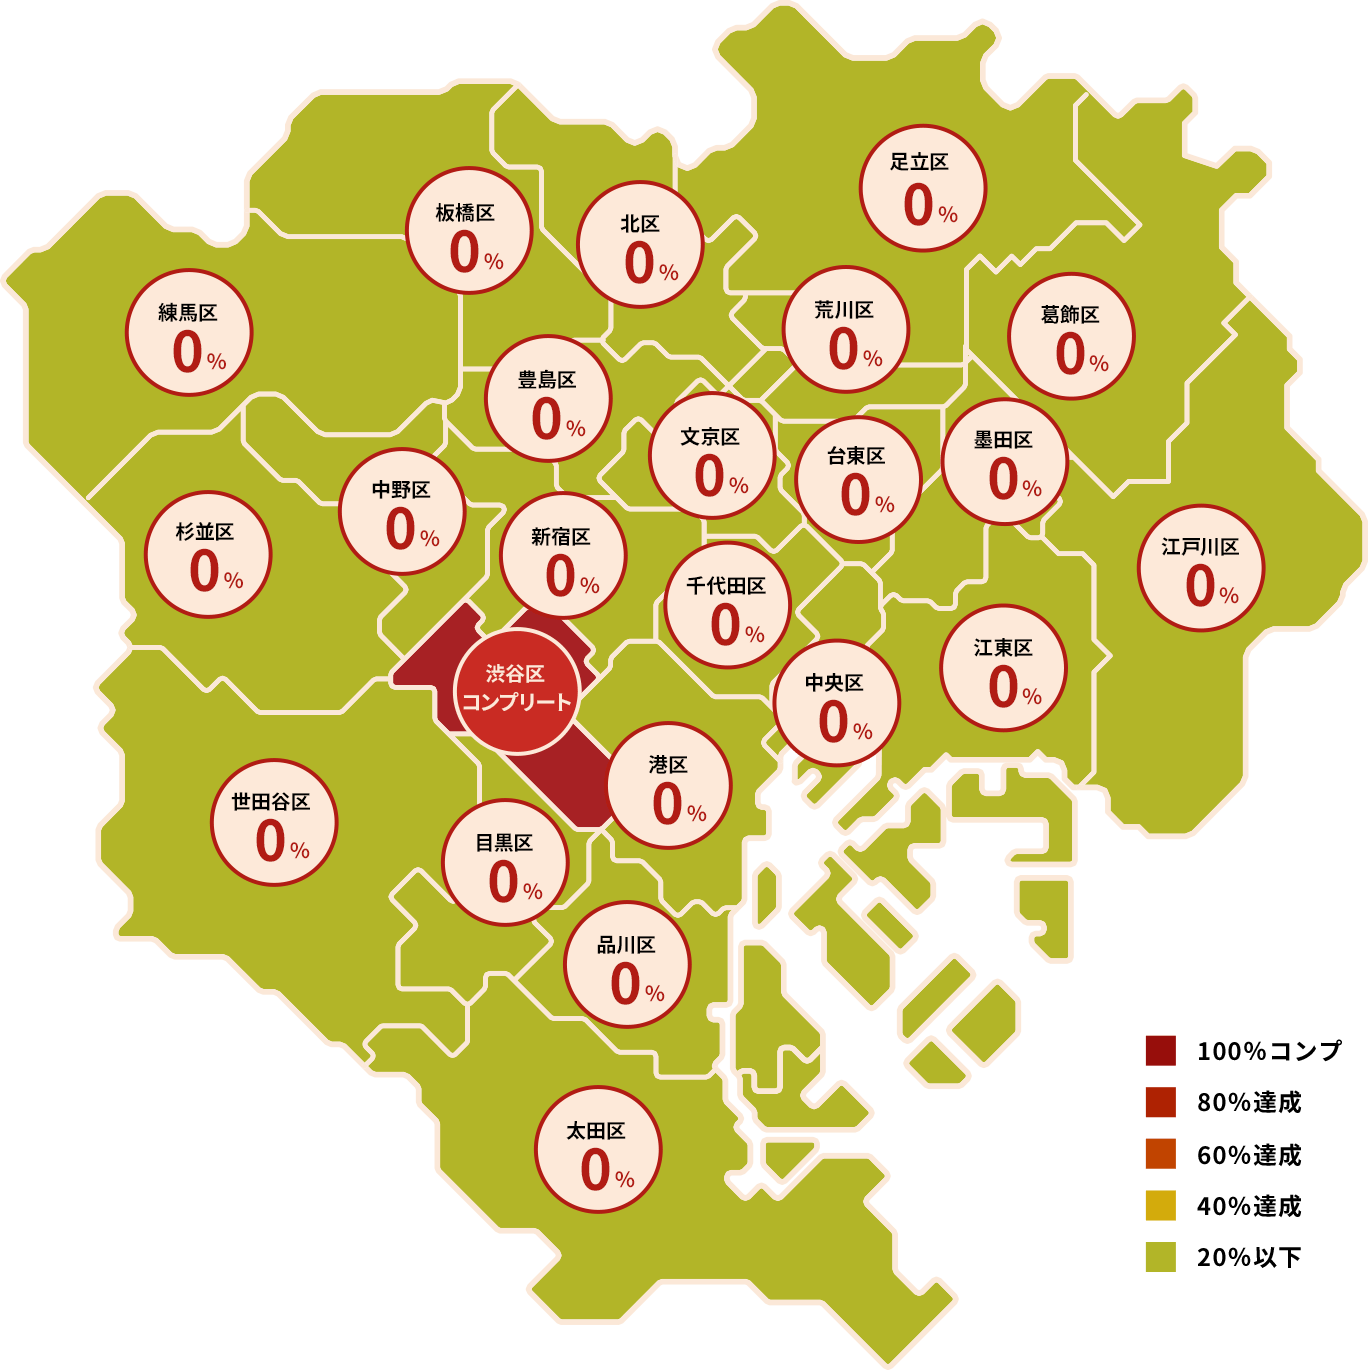 足立区
0%
板橋区
0%
北区
0%
練馬区
0%
荒川区
0%
葛飾区
0%
豊島区
0%
文京区
0%
台東区
0%
墨田区
0%
中野区
0%
杉並区
0%
新宿区
0%
江戸川区
0%
千代田区
0%
渋谷区
コンプリート
中央区
0%
江東区
0%
港区
0%
世田谷区
0%
目黒区
0%
品川区
0%
太田区
0%
100%コンプ
80%達成
60%達成
40%達成
20%以下